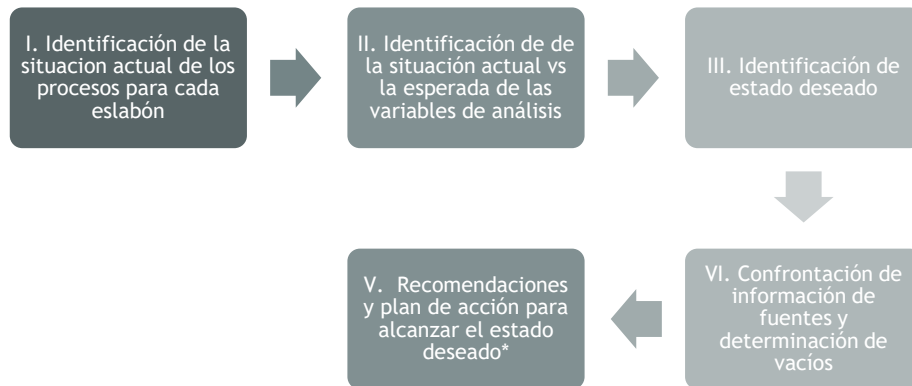 I. Identificación de la
situacion actual de los
procesos para cada
eslabón
II. Identificación de de
la situación actual vs
la esperada de las
variables de análisis
III. Identificación de
estado deseado
VI. Confrontación de
información de
fuentes y
determinación de
vacíos
V. Recomendaciones
y plan de acción para
alcanzar el estado
deseado*